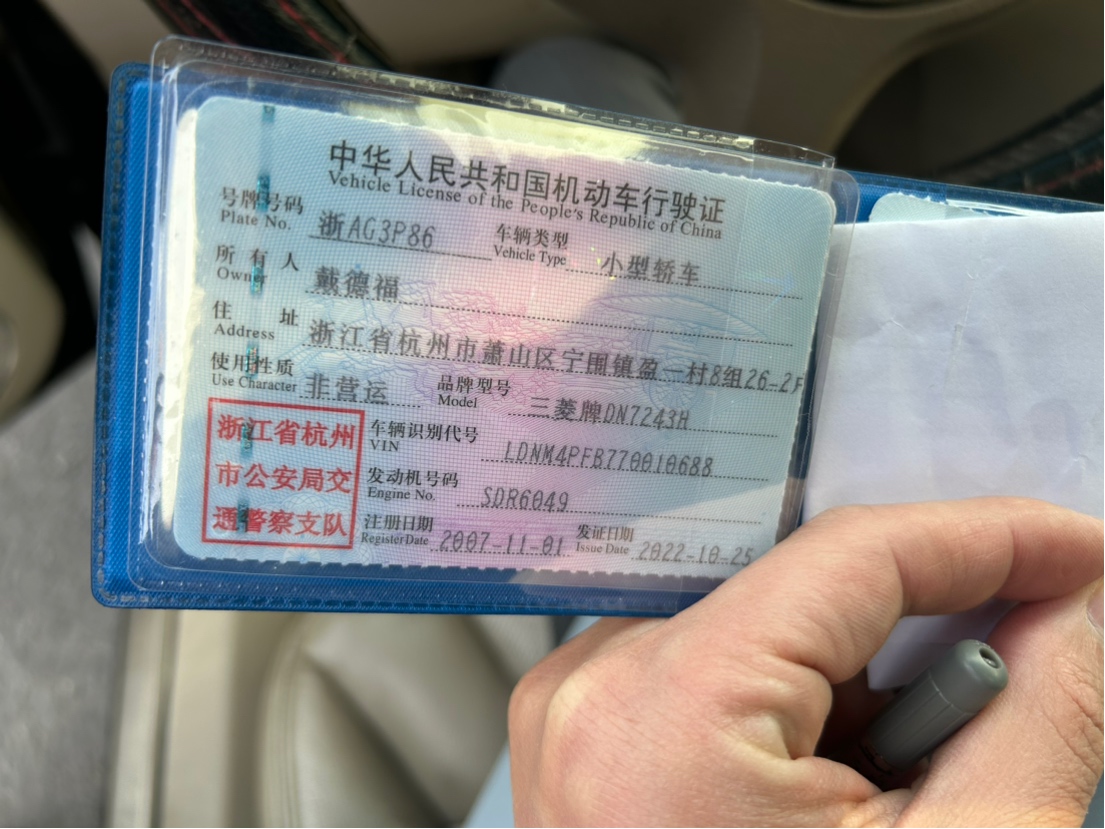 中华人民共和国机动车行驶证
Vehicle License of the People's Republic of China
号牌号码 浙AG3P86 车辆类型 小型轿车
Plate No. Vehicle Type
所有人 戴德福
Owner
住址 浙江省杭州市萧山区宁围镇盈一村8组26-2户
Address
使用性质 非营运 品牌型号 三菱牌DN7243H
Use Character Model
浙江省杭州
市公安局交
通警察支队
车辆识别代号 LDNM4PFB770010688
VIN
发动机号码 SDR6049
Engine No.
注册日期 2007-11-01 发证日期 2022-10-25
Register Date Issue Date